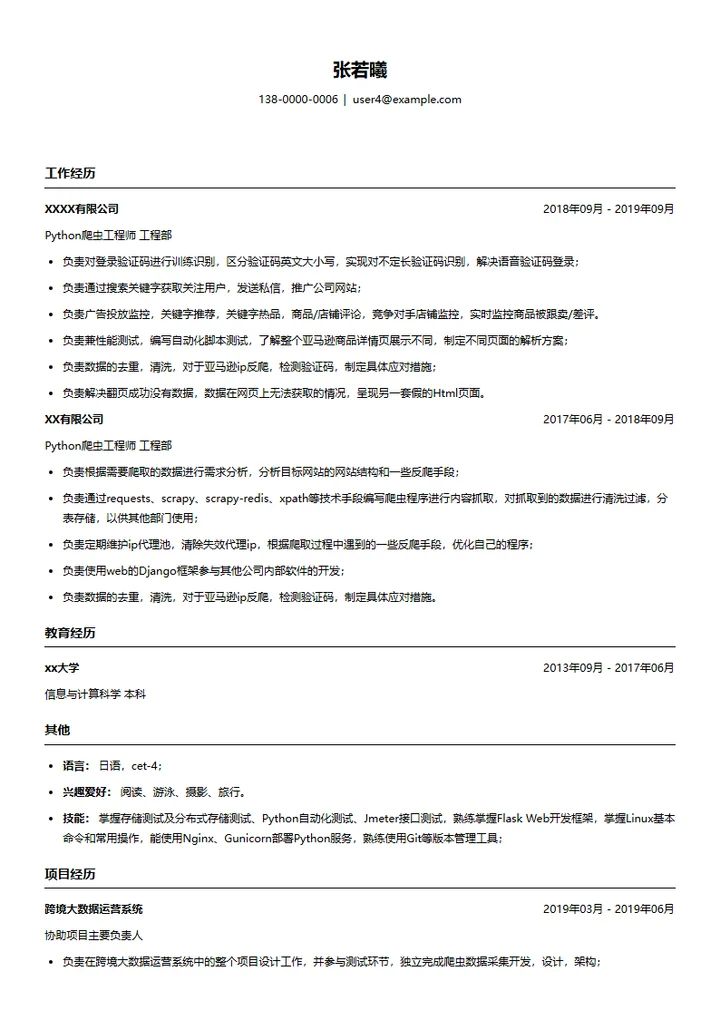 张若曦
138-0000-0006 | user4@example.com
工作经历
XXXX有限公司 2018年09月 - 2019年09月
Python爬虫工程师 工程部
• 负责对登录验证码进行训练识别，区分验证码英文大小写，实现对不定长验证码识别，解决语音验证码登录；
• 负责通过搜索关键字获取关注用户，发送私信，推广公司网站；
• 负责广告投放监控，关键字推荐，关键字热品，商品/店铺评论，竞争对手店铺监控，实时监控商品被跟卖/差评。
• 负责兼性能测试，编写自动化脚本测试，了解整个亚马逊商品详情页展示不同，制定不同页面的解析方案；
• 负责数据的去重，清洗，对于亚马逊ip反爬，检测验证码，制定具体应对措施；
• 负责解决翻页成功没有数据，数据在网页上无法获取的情况，呈现另一套假的Html页面。
XX有限公司 2017年06月 - 2018年09月
Python爬虫工程师 工程部
• 负责根据需要爬取的数据进行需求分析，分析目标网站的网站结构和一些反爬手段；
• 负责通过requests、scrapy、scrapy-redis、xpath等技术手段编写爬虫程序进行内容抓取，对抓取到的数据进行清洗过滤，分
表存储，以供其他部门使用；
• 负责定期维护ip代理池，清除失效代理ip，根据爬取过程中遇到的一些反爬手段，优化自己的程序；
• 负责使用web的Django框架参与其他公司内部软件的开发；
• 负责数据的去重，清洗，对于亚马逊ip反爬，检测验证码，制定具体应对措施。
教育经历
xx大学 2013年09月 - 2017年06月
信息与计算科学 本科
其他
• 语言： 日语，cet-4；
• 兴趣爱好： 阅读、游泳、摄影、旅行。
• 技能： 掌握存储测试及分布式存储测试、Python自动化测试、Jmeter接口测试，熟练掌握Flask Web开发框架，掌握Linux基本
命令和常用操作，能使用Nginx、Gunicorn部署Python服务，熟练使用Git等版本管理工具；
项目经历
跨境大数据运营系统 2019年03月 - 2019年06月
协助项目主要负责人
• 负责在跨境大数据运营系统中的整个项目设计工作，并参与测试环节，独立完成爬虫数据采集开发，设计，架构；